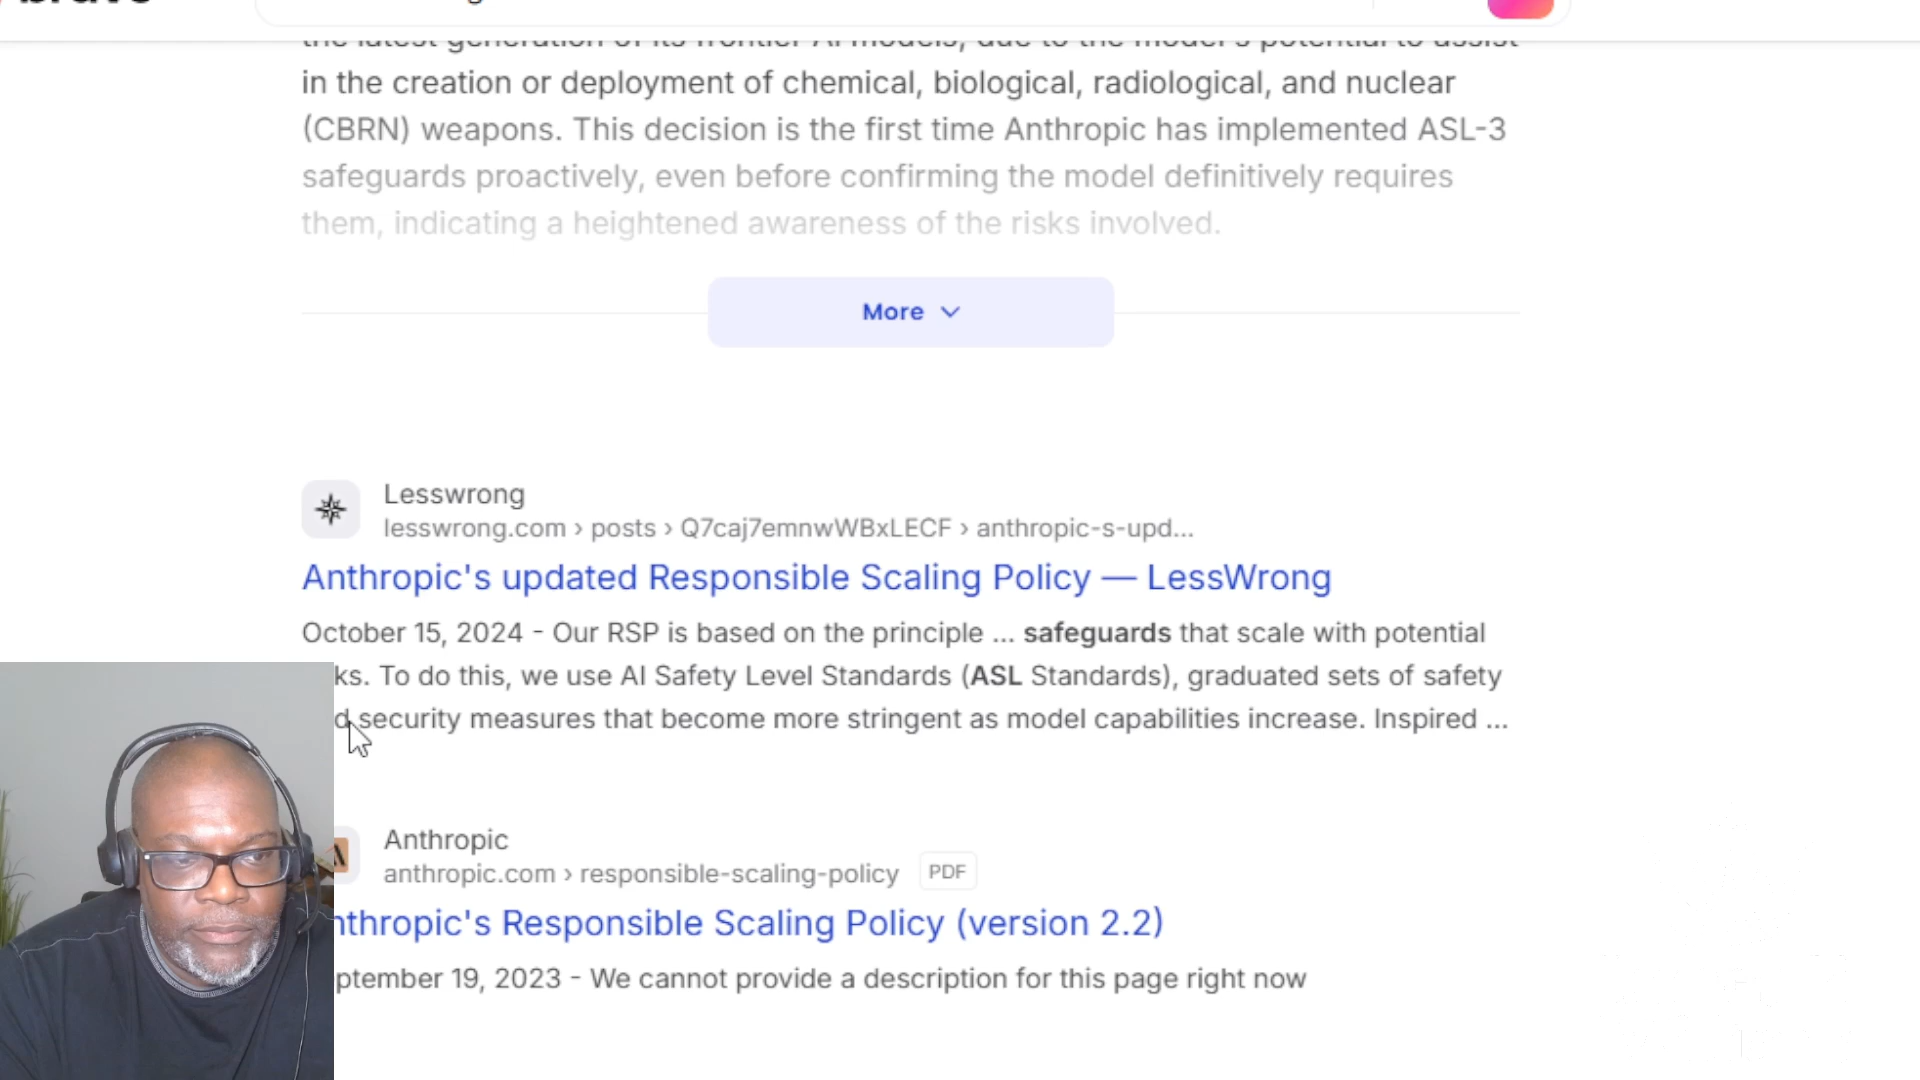 brave
the latest generation of its frontier AI models, due to the model's potential to assist
in the creation or deployment of chemical, biological, radiological, and nuclear
(CBRN) weapons. This decision is the first time Anthropic has implemented ASL-3
safeguards proactively, even before confirming the model definitively requires
them, indicating a heightened awareness of the risks involved.
More
Lesswrong
lesswrong.com › posts › Q7caj7emnwWBxLECF › anthropic-s-upd...
Anthropic's updated Responsible Scaling Policy — LessWrong
October 15, 2024 - Our RSP is based on the principle ... safeguards that scale with potential
ks. To do this, we use AI Safety Level Standards (ASL Standards), graduated sets of safety
d security measures that become more stringent as model capabilities increase. Inspired ...
Anthropic
anthropic.com › responsible-scaling-policy PDF
nthropic's Responsible Scaling Policy (version 2.2)
ptember 19, 2023 - We cannot provide a description for this page right now